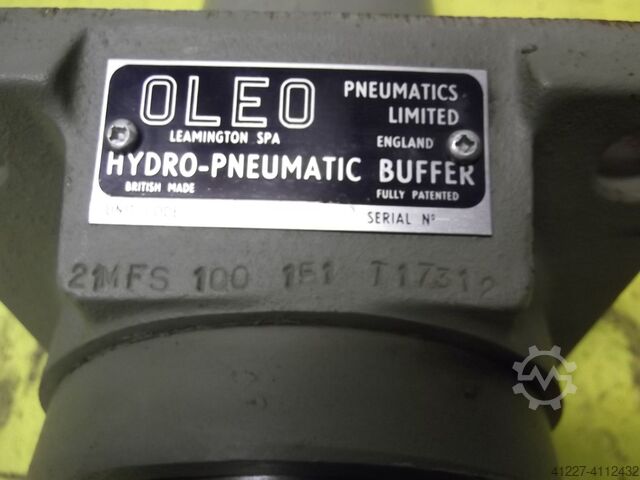 OLEO PNEUMATICS LIMITED
LEAMINGTON SPA ENGLAND
HYDRO-PNEUMATIC BUFFER
BRITISH MADE FULLY PATENTED
SERIAL Nº
21MFS 100 151 T17312
41227-4112432